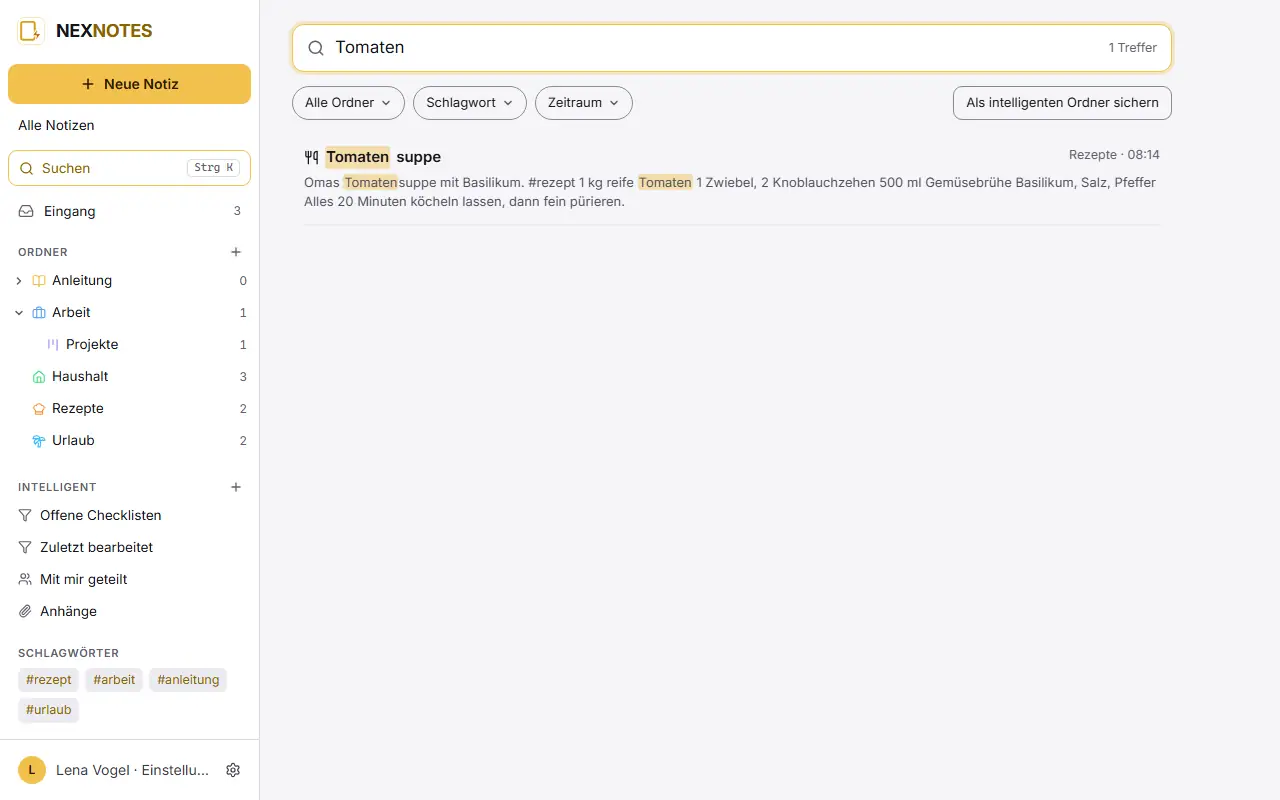 NEXNOTES
Neue Notiz
Alle Notizen
Suchen Strg K
Eingang 3
ORDNER
Anleitung 0
Arbeit 1
Projekte 1
Haushalt 3
Rezepte 2
Urlaub 2
INTELLIGENT
Offene Checklisten
Zuletzt bearbeitet
Mit mir geteilt
Anhänge
SCHLAGWÖRTER
#rezept #arbeit #anleitung
#urlaub
L Lena Vogel · Einstellu...
Tomaten 1 Treffer
Alle Ordner Schlagwort Zeitraum Als intelligenten Ordner sichern
Tomaten suppe Rezepte · 08:14
Omas Tomatensuppe mit Basilikum. #rezept 1 kg reife Tomaten 1 Zwiebel, 2 Knoblauchzehen 500 ml Gemüsebrühe Basilikum, Salz, Pfeffer
Alles 20 Minuten köcheln lassen, dann fein pürieren.